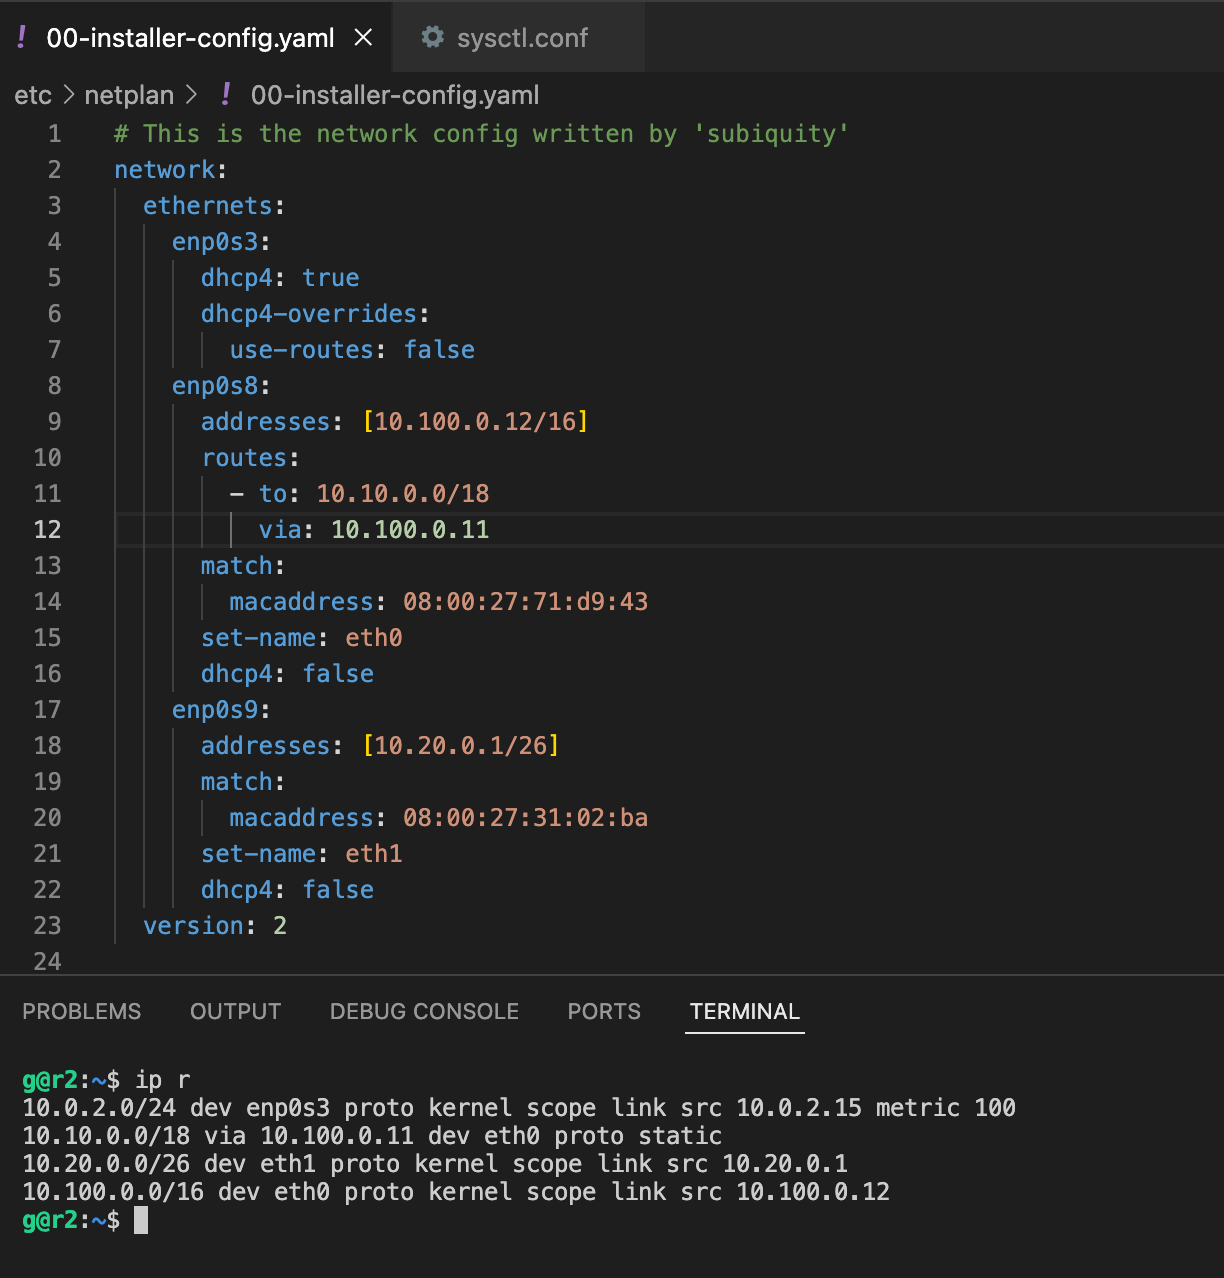 ! 00-installer-config.yaml × sysctl.conf
etc > netplan > ! 00-installer-config.yaml
1 # This is the network config written by 'subiquity'
2 network:
3 ethernets:
4 enp0s3:
5 dhcp4: true
6 dhcp4-overrides:
7 use-routes: false
8 enp0s8:
9 addresses: [10.100.0.12/16]
10 routes:
11 - to: 10.10.0.0/18
12 via: 10.100.0.11
13 match:
14 macaddress: 08:00:27:71:d9:43
15 set-name: eth0
16 dhcp4: false
17 enp0s9:
18 addresses: [10.20.0.1/26]
19 match:
20 macaddress: 08:00:27:31:02:ba
21 set-name: eth1
22 dhcp4: false
23 version: 2
24
PROBLEMS OUTPUT DEBUG CONSOLE PORTS TERMINAL
g@r2:~$ ip r
10.0.2.0/24 dev enp0s3 proto kernel scope link src 10.0.2.15 metric 100
10.10.0.0/18 via 10.100.0.11 dev eth0 proto static
10.20.0.0/26 dev eth1 proto kernel scope link src 10.20.0.1
10.100.0.0/16 dev eth0 proto kernel scope link src 10.100.0.12
g@r2:~$